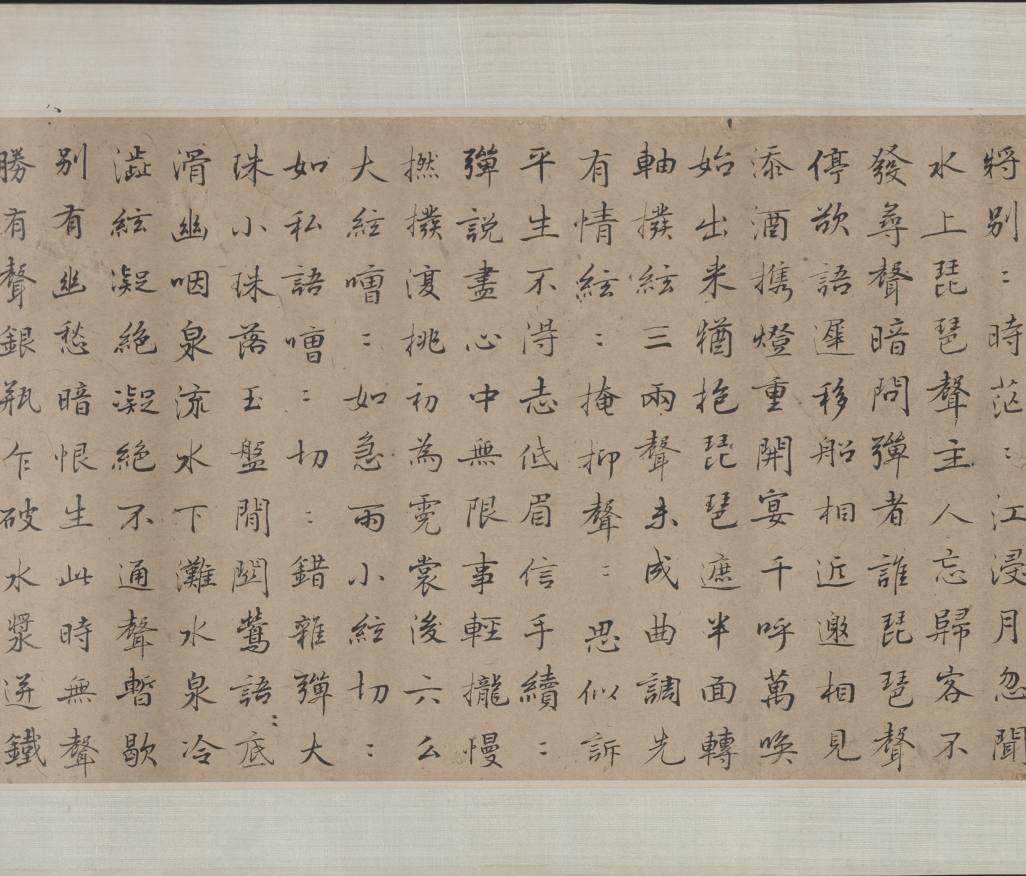 將别〻時茫〻江浸月忽聞
水上琵琶聲主人忘歸客不
發尋聲暗問彈者誰琵琶聲
停欲語遲移船相近邀相見
添酒携燈重開宴千呼萬喚
始出来猶抱琵琶遮半面轉
軸撥絃三兩聲未成曲調先
有情絃〻掩抑聲〻思似訴
平生不得志低眉信手續〻
彈説盡心中無限事輕攏慢
撚撥復挑初為霓裳後六么
大絃嘈〻如急雨小絃切〻
如私語嘈〻切〻錯雜彈大
珠小珠落玉盤間關鶯語底
滑幽咽泉流水下灘水泉冷
澁絃凝絶凝絶不通聲暫歇
别有幽愁暗恨生此時無聲
勝有聲銀瓶乍破水漿迸鐵